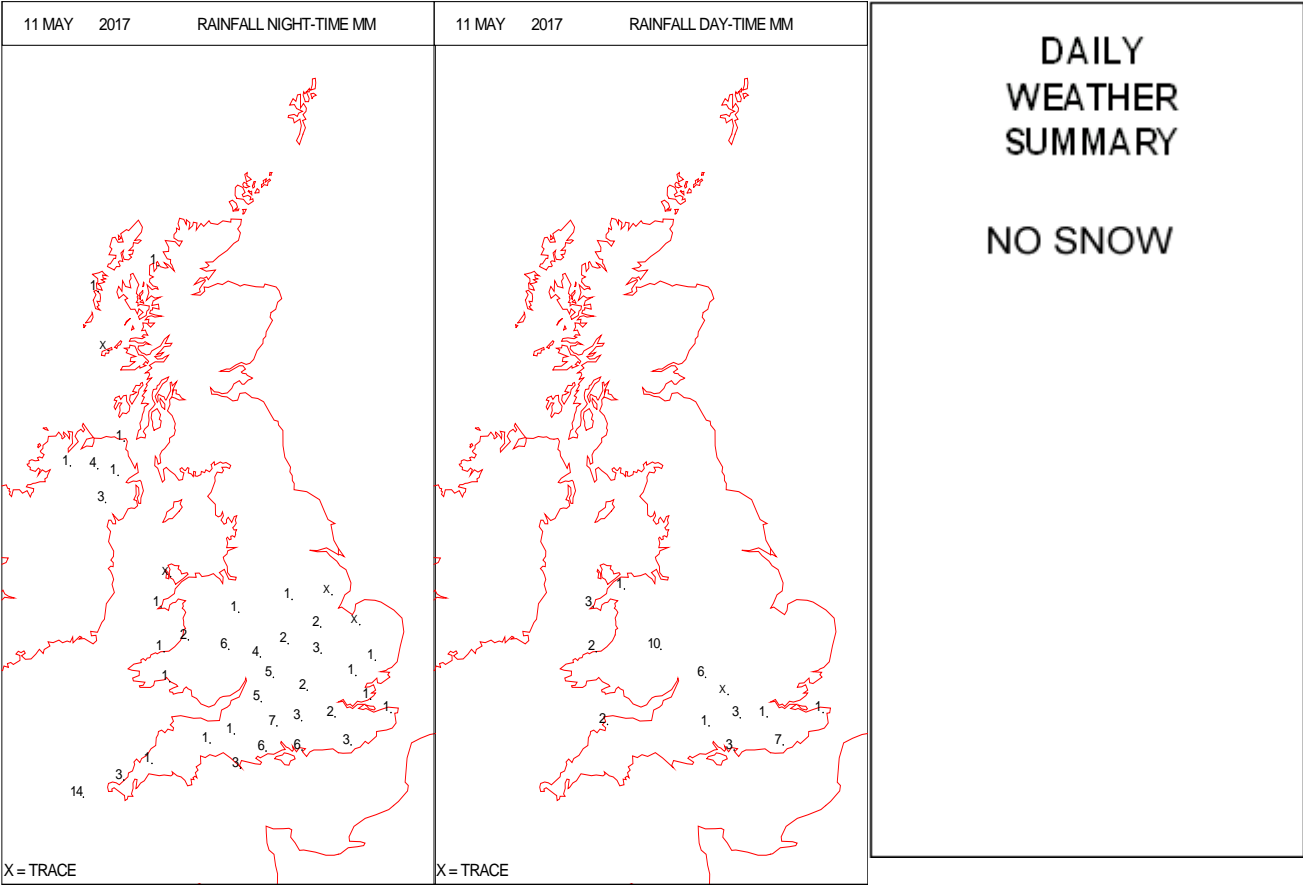 11 MAY 2017 RAINFALL NIGHT-TIME MM
1
1
X
1
1 4 1
3
X
1 1 X
1 2 X
2
1 6 4 2 3 1
1 5 1
5 2 1
7 3 2 1
1 1 6 6 3
1 3
3
14
X = TRACE
11 MAY 2017 RAINFALL DAY-TIME MM
1
3
2 10
6
X
2 1 3 1 1
3 7
X = TRACE
DAILY
WEATHER
SUMMARY
NO SNOW